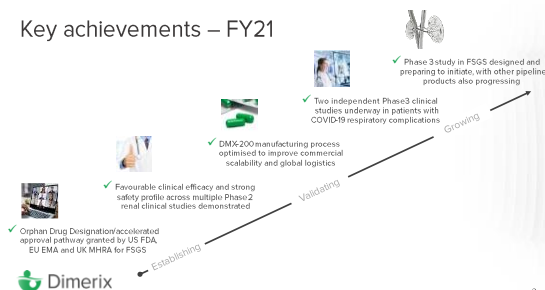 Key achievements – FY21
Phase 3 study in FSGS designed and
preparing to initiate, with other pipeline
products also progressing
Two independent Phase3 clinical
studies underway in patients with
COVID-19 respiratory complications
Growing
DMX-200 manufacturing process
optimised to improve commercial
scalability and global logistics
Validating
Favourable clinical efficacy and strong
safety profile across multiple Phase2
renal clinical studies demonstrated
Orphan Drug Designation/accelerated
approval pathway granted by US FDA,
EU EMA and UK MHRA for FSGS
Establishing
Dimerix